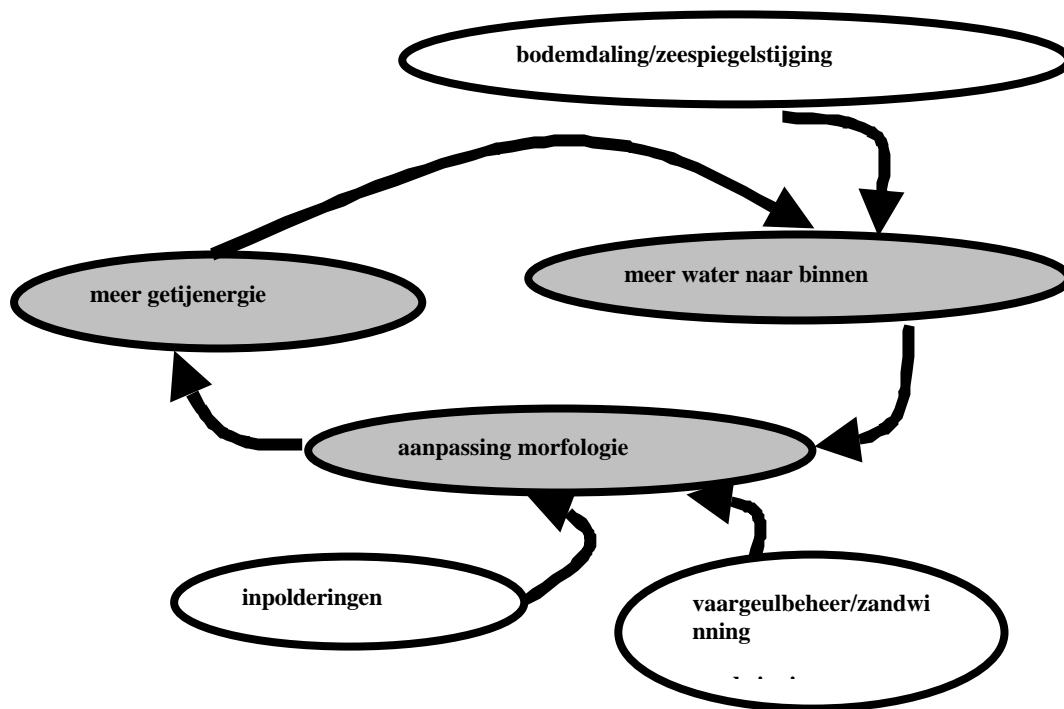 bodemdaling/zeespiegelstijging
meer getijenergie
meer water naar binnen
aanpassing morfologie
inpolderingen
vaargeulbeheer/zandwi
nning